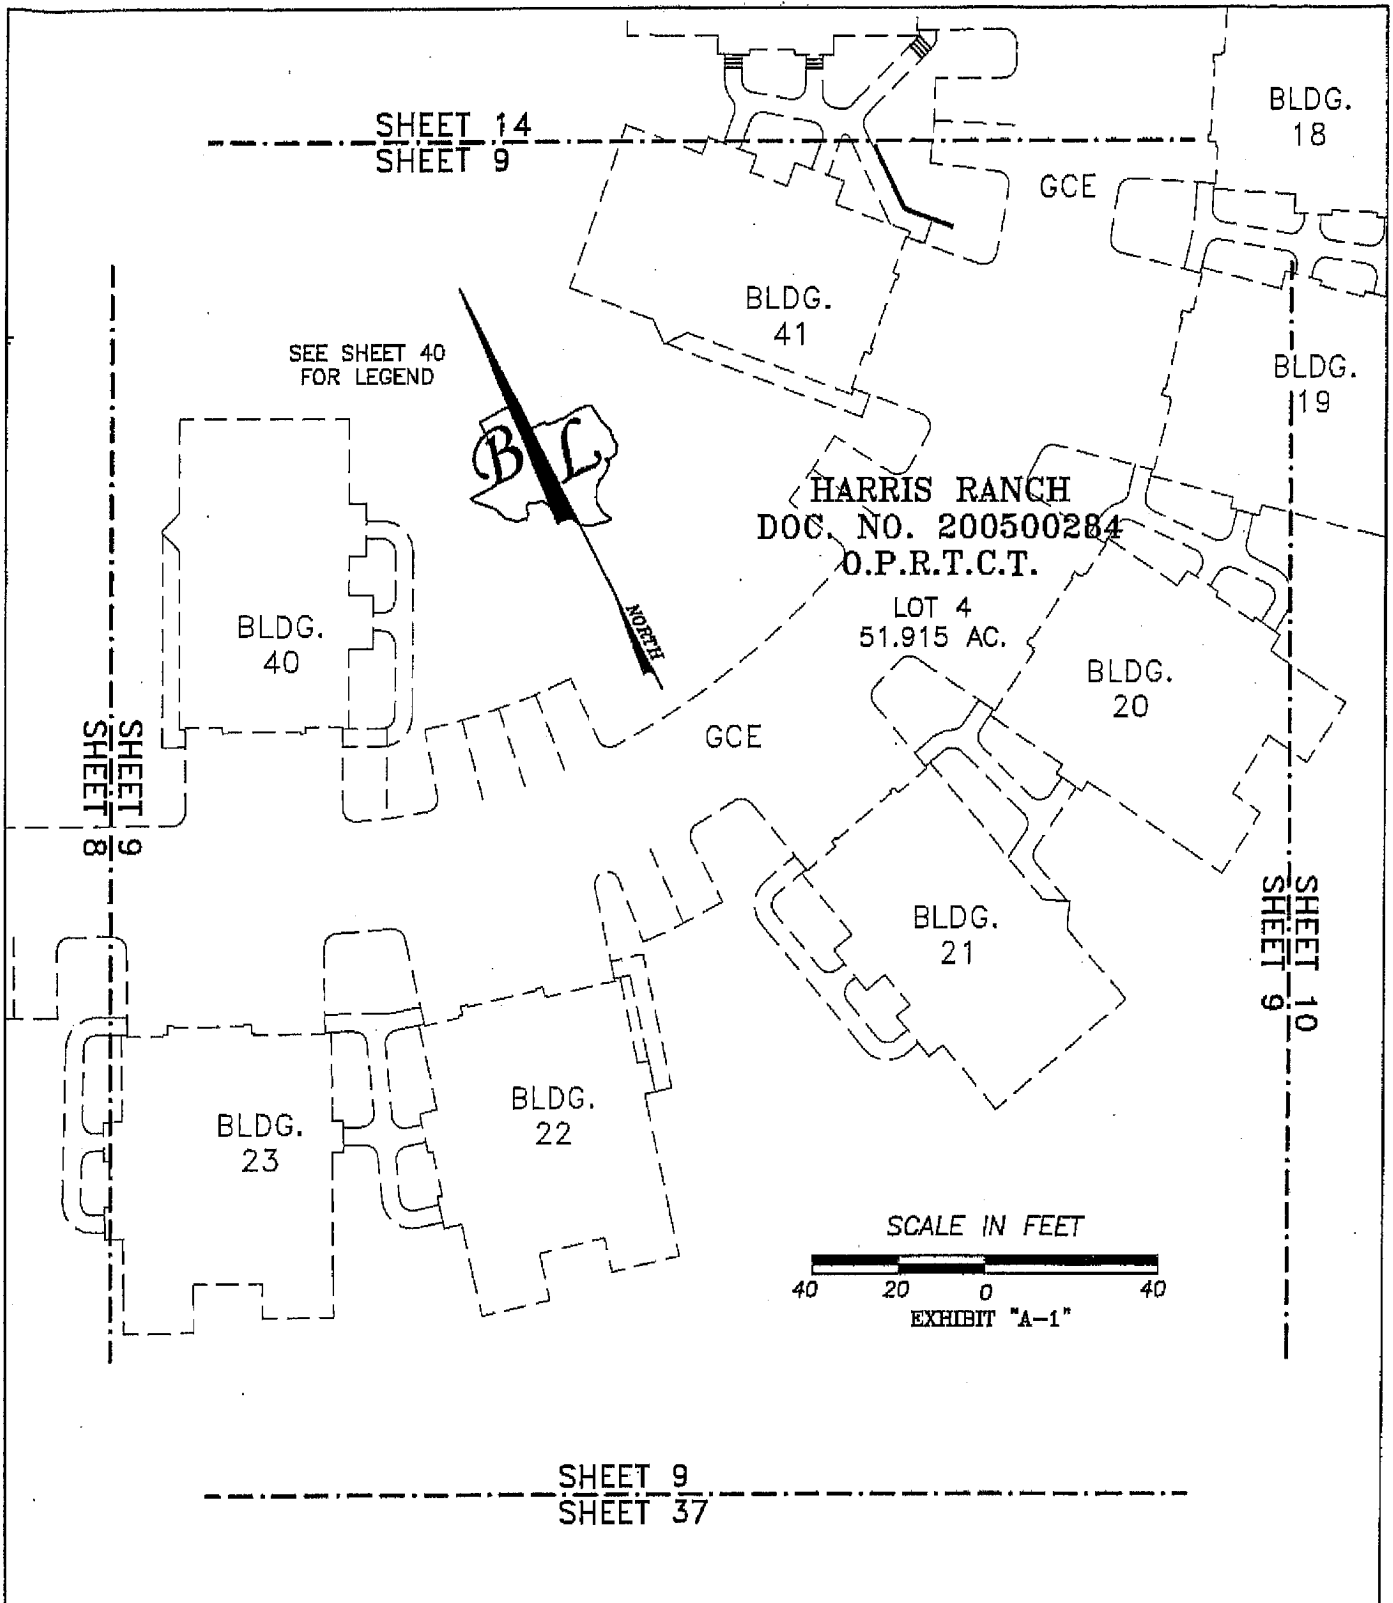 SHEET 14
SHEET 9
BLDG.
18
GCE
BLDG.
41
SEE SHEET 40
FOR LEGEND
BLDG.
19
B L
HARRIS RANCH
DOC. NO. 200500284
O.P.R.T.C.T.
LOT 4
51.915 AC.
NORTH
BLDG.
40
BLDG.
20
GCE
SHEET 9
SHEET 8
BLDG.
21
SHEET 10
SHEET 9
BLDG.
22
BLDG.
23
SCALE IN FEET
40 20 0 40
EXHIBIT "A-1"
SHEET 9
SHEET 37